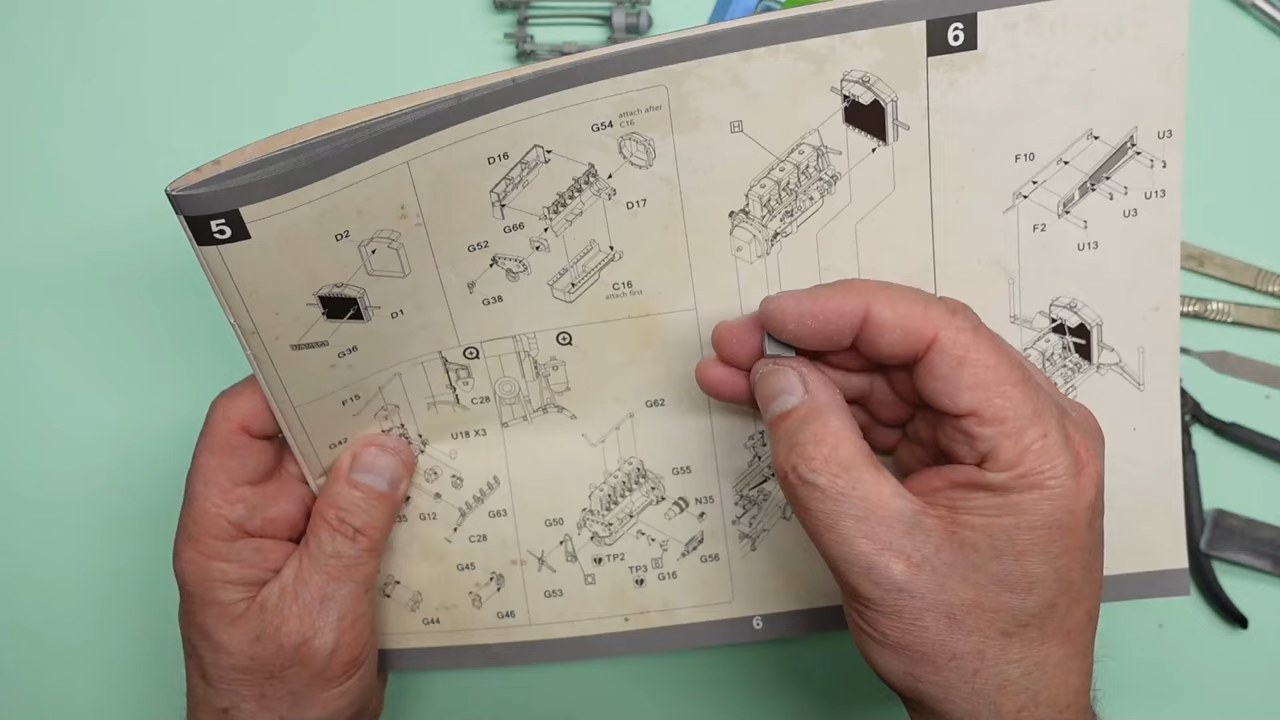 5
D2
D1
G36
D16
G54
attach after
C16
D17
G66
G52
G38
C16
attach first
H
F15
G42
C28
U18 X3
G12
G63
C28
G45
G44
G46
G62
G55
N35
G50
TP2
TP3
G16
G56
G53
6
6
F10
U3
U13
U3
F2
U13